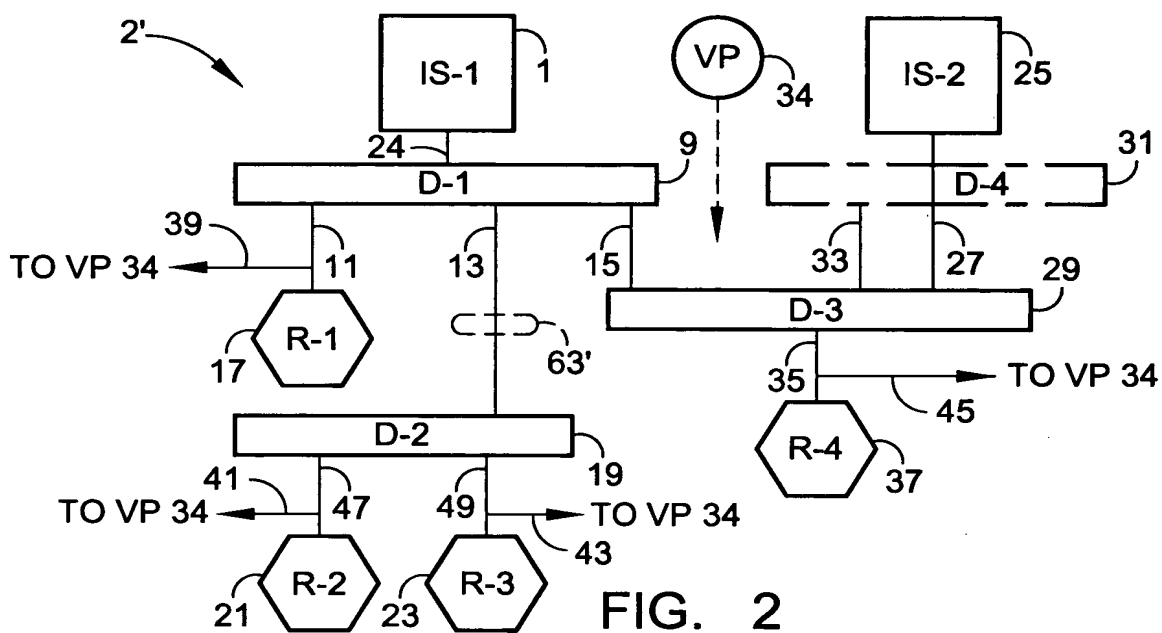 2'
IS-1
1
VP
34
IS-2
25
24
9
31
D-1
D-4
39
TO VP 34
11
13
15
33
27
29
D-3
R-1
17
63'
35
TO VP 34
45
D-2
19
R-4
37
41
47
49
TO VP 34
TO VP 34
43
R-2
21
R-3
23
FIG. 2